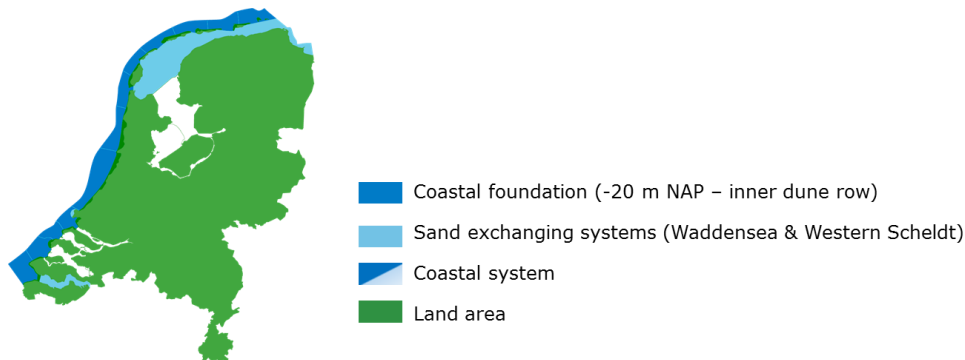 Coastal foundation (-20 m NAP – inner dune row)
Sand exchanging systems (Waddensea & Western Scheldt)
Coastal system
Land area